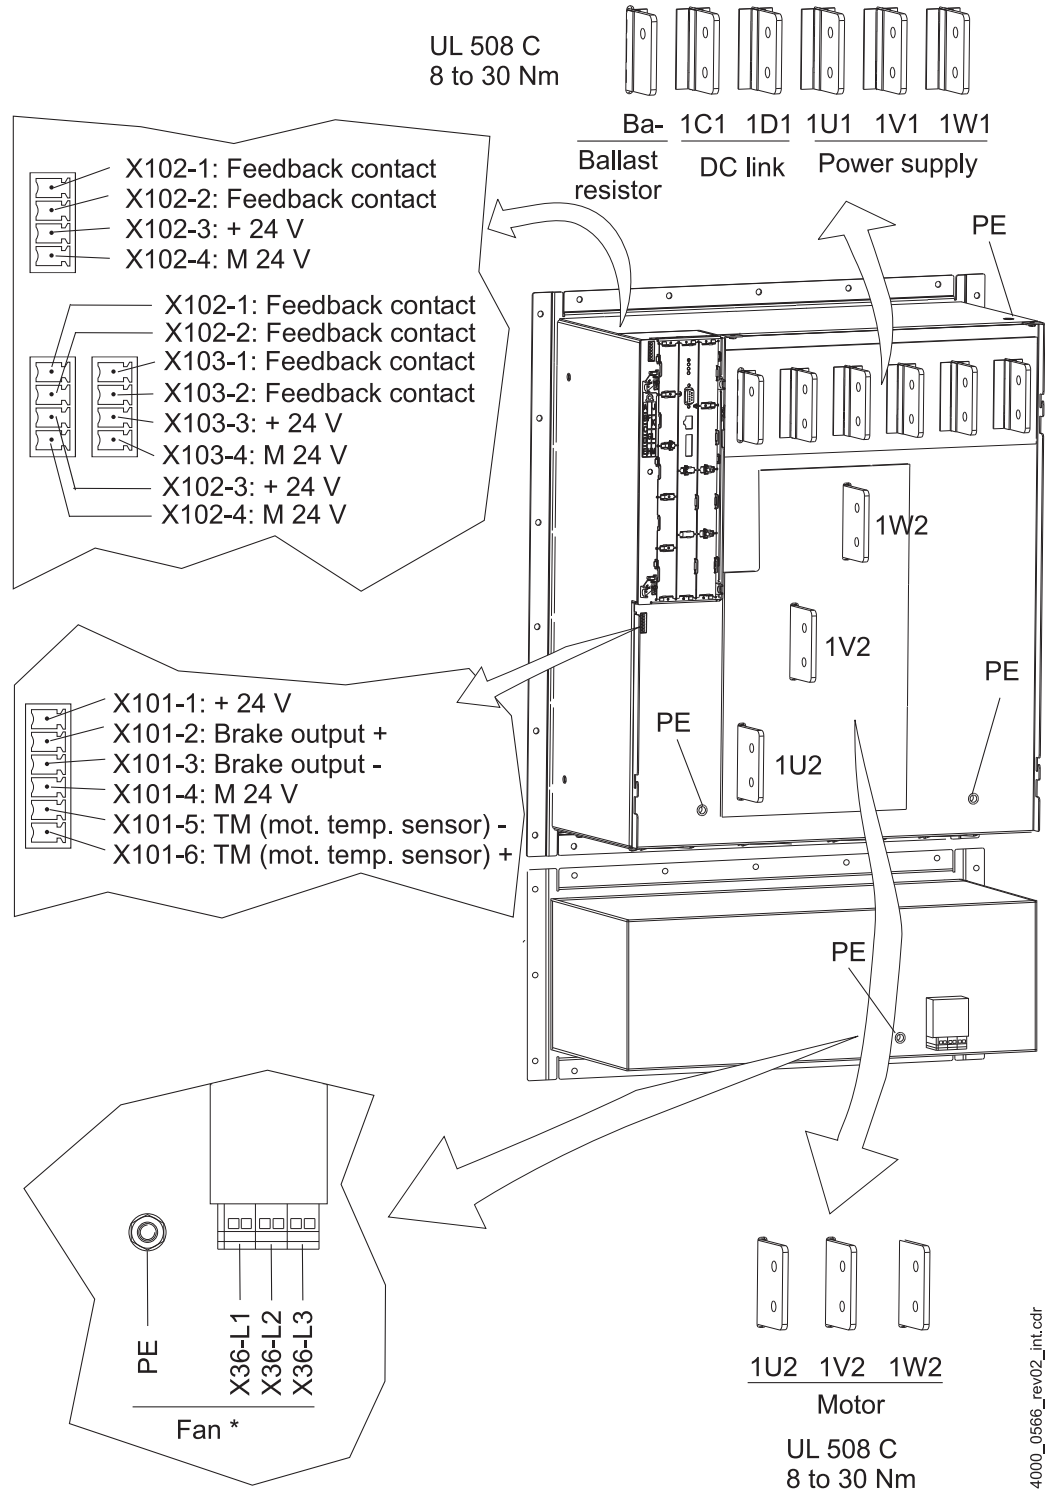 UL 508 C
8 to 30 Nm
Ba- 1C1 1D1 1U1 1V1 1W1
Ballast
resistor
DC link
Power supply
X102-1: Feedback contact
X102-2: Feedback contact
X102-3: + 24 V
X102-4: M 24 V
X102-1: Feedback contact
X102-2: Feedback contact
X103-1: Feedback contact
X103-2: Feedback contact
X103-3: + 24 V
X103-4: M 24 V
X102-3: + 24 V
X102-4: M 24 V
PE
1W2
1V2
1U2
PE
PE
X101-1: + 24 V
X101-2: Brake output +
X101-3: Brake output -
X101-4: M 24 V
X101-5: TM (mot. temp. sensor) -
X101-6: TM (mot. temp. sensor) +
PE
PE
X36-L1
X36-L2
X36-L3
Fan *
1U2 1V2 1W2
Motor
UL 508 C
8 to 30 Nm
4000_0566_rev02_int.cdr